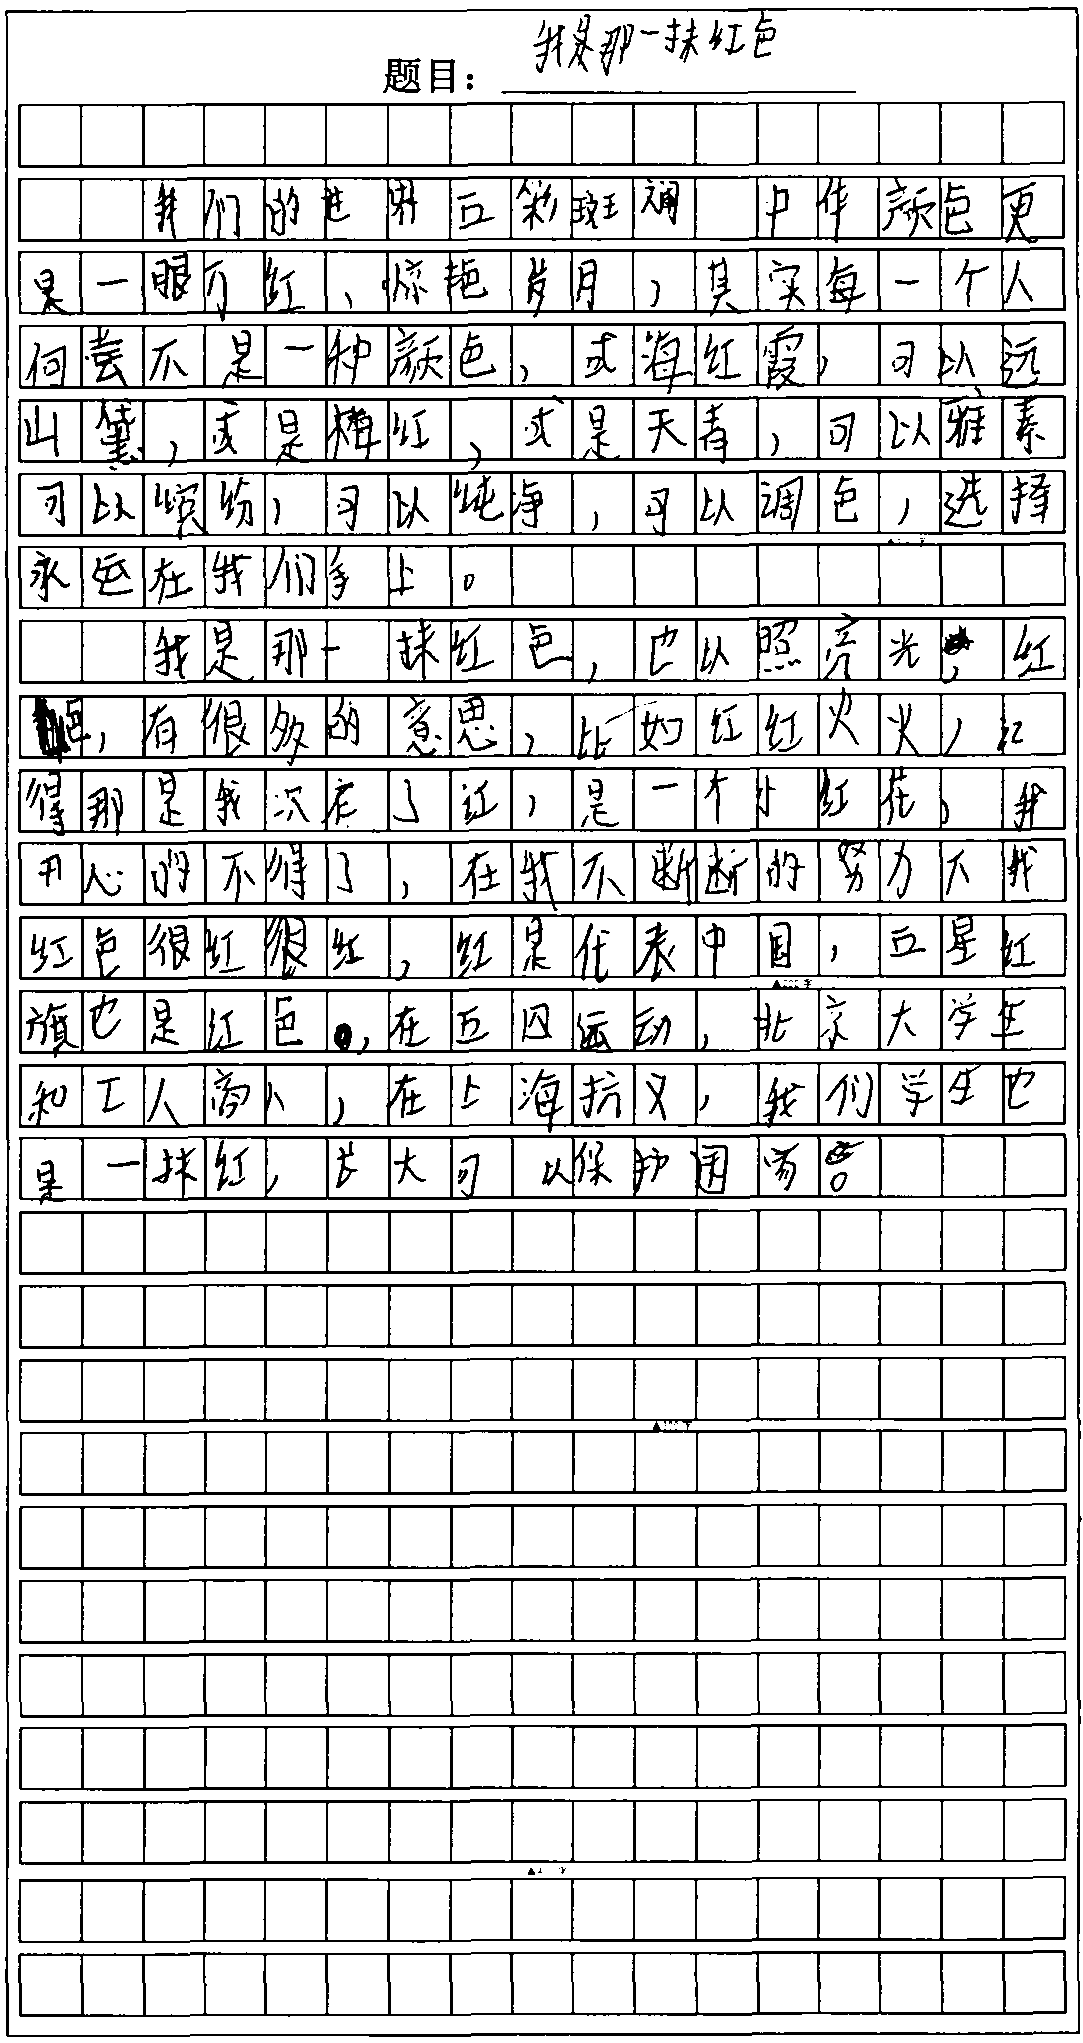 我是那一抹红色
题目：
我们的世界五彩斑斓 中华颜色更
是一眼万红，惊艳岁月，其实每一个人
何尝不是一种颜色，或海红霞，可以远
山黛，或是梅红，或是天青，可以雅素
可以缤纷，可以纯净，可以调色，选择
永远在我们手上。
我是那一抹红色，也以照亮光，红
色，有很多的意思，比如红红火火，记
得那是我次在了红，是一个小红花，我
开心的不得了，在我不断断的努力下我
红色很红很红，红是代表中国，五星红
旗也是红色，在五四运动，北京大学生
和工人商人，在上海抗义，我们学生也
是一抹红，长大可以保护国家。